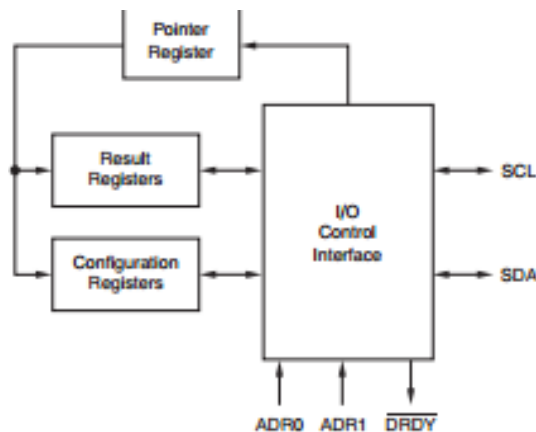 Pointer
Register
Result
Registers
SCL
I/O
Control
Interface
Configuration
Registers
SDA
ADR0 ADR1 DRDY